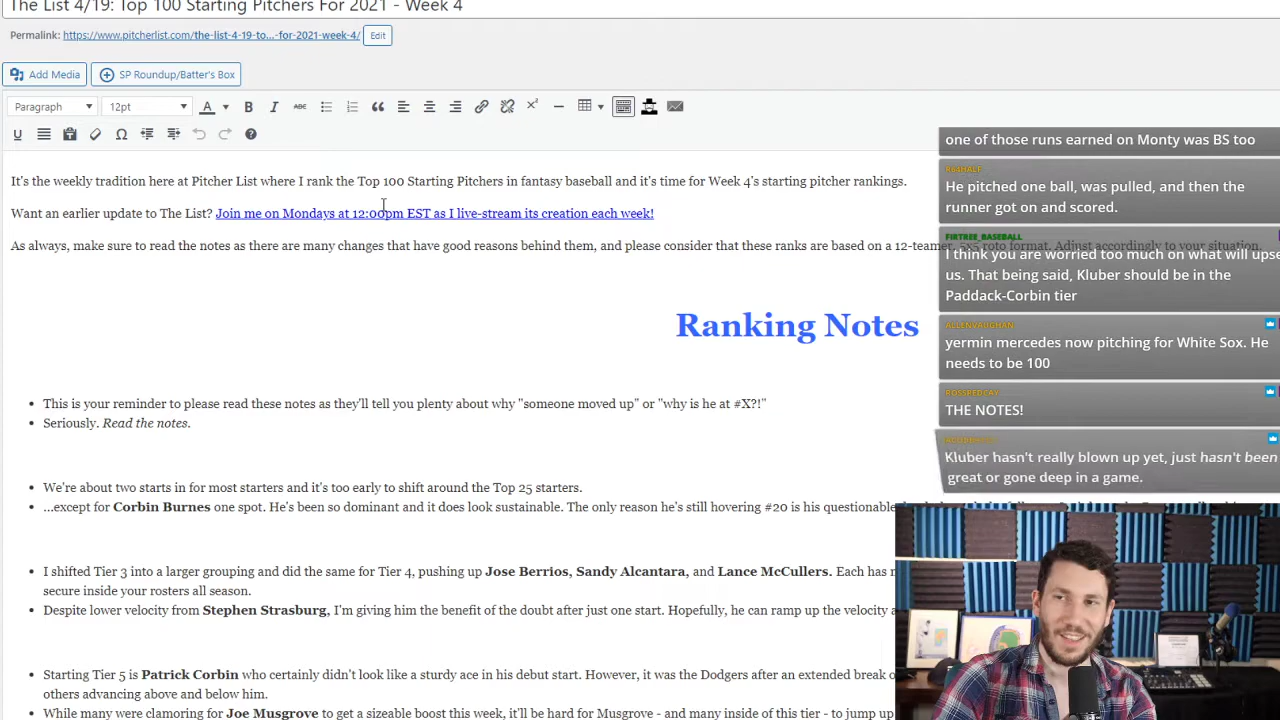 The List 4/19: Top 100 Starting Pitchers For 2021 - Week 4
Permalink: https://www.pitcherlist.com/the-list-4-19-to...-for-2021-week-4/ Edit
Add Media SP Roundup/Batter's Box
Paragraph 12pt
It's the weekly tradition here at Pitcher List where I rank the Top 100 Starting Pitchers in fantasy baseball and it's time for Week 4's starting pitcher rankings.
Want an earlier update to The List? Join me on Mondays at 12:00pm EST as I live-stream its creation each week!
As always, make sure to read the notes as there are many changes that have good reasons behind them, and please consider that these ranks are based on a 12-teamer, 5x5 roto format. Adjust accordingly to your situation.
Ranking Notes
This is your reminder to please read these notes as they'll tell you plenty about why "someone moved up" or "why is he at #X?!"
Seriously. Read the notes.
We're about two starts in for most starters and it's too early to shift around the Top 25 starters.
...except for Corbin Burnes one spot. He's been so dominant and it does look sustainable. The only reason he's still hovering #20 is his questionable
I shifted Tier 3 into a larger grouping and did the same for Tier 4, pushing up Jose Berrios, Sandy Alcantara, and Lance McCullers. Each has
secure inside your rosters all season.
Despite lower velocity from Stephen Strasburg, I'm giving him the benefit of the doubt after just one start. Hopefully, he can ramp up the velocity
Starting Tier 5 is Patrick Corbin who certainly didn't look like a sturdy ace in his debut start. However, it was the Dodgers after an extended break
others advancing above and below him.
While many were clamoring for Joe Musgrove to get a sizeable boost this week, it'll be hard for Musgrove - and many inside of this tier - to jump up
one of those runs earned on Monty was BS too
He pitched one ball, was pulled, and then the
runner got on and scored.
FIRTREE_BASEBALL
I think you are worried too much on what will upse
us. That being said, Kluber should be in the
Paddack-Corbin tier
ALLENVAUGHAN
yermin mercedes now pitching for White Sox. He
needs to be 100
THE NOTES!
Kluber hasn't really blown up yet, just hasn't been
great or gone deep in a game.